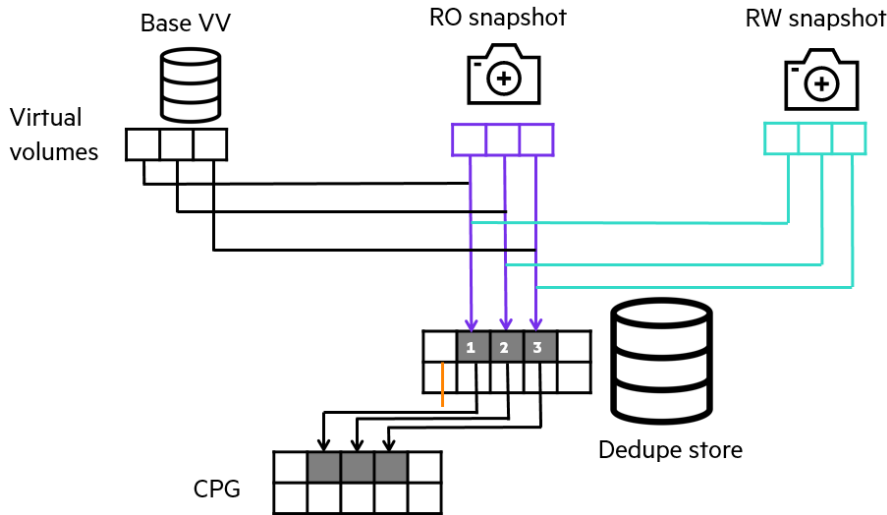 Base VV
RO snapshot
RW snapshot
Virtual
volumes
1 2 3
Dedupe store
CPG